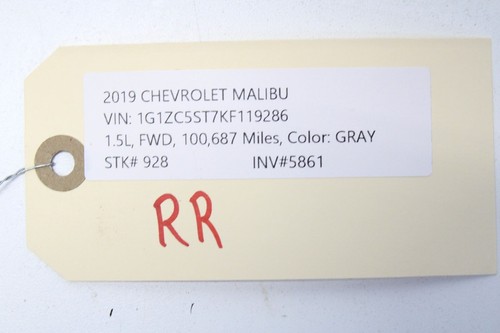 2019 CHEVROLET MALIBU
VIN: 1G1ZC5ST7KF119286
1.5L, FWD, 100,687 Miles, Color: GRAY
STK# 928 INV#5861
RR